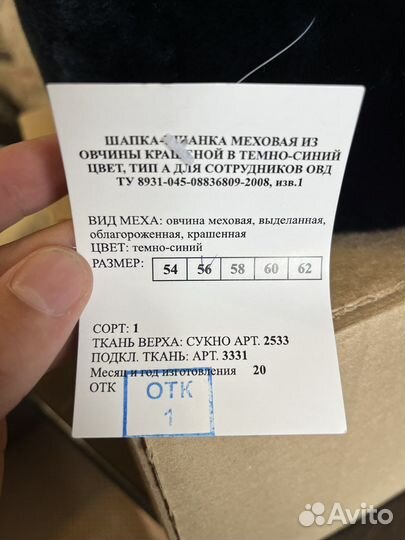 ШАПКА-УШАНКА МЕХОВАЯ ИЗ
ОВЧИНЫ КРАШЕНОЙ В ТЕМНО-СИНИЙ
ЦВЕТ, ТИП А ДЛЯ СОТРУДНИКОВ ОВД
ТУ 8931-045-08836809-2008, изв.1
ВИД МЕХА: овчина меховая, выделанная,
облагороженная, крашенная
ЦВЕТ: темно-синий
РАЗМЕР: 54 56 58 60 62
СОРТ: 1
ТКАНЬ ВЕРХА: СУКНО АРТ. 2533
ПОДКЛ. ТКАНЬ: АРТ. 3331
Месяц и год изготовления 20
ОТК
ОТК
1
Avito